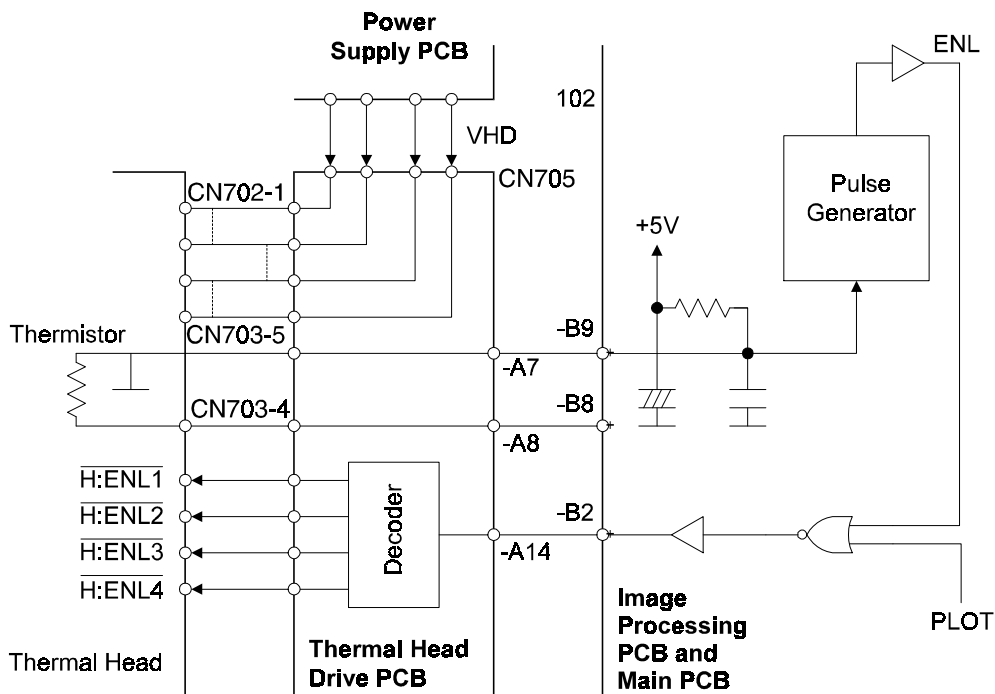 Power
Supply PCB
ENL
102
VHD
CN702-1
CN705
Pulse
Generator
+5V
Thermistor
CN703-5
-B9
-A7
CN703-4
-B8
-A8
H:ENL1
H:ENL2
H:ENL3
H:ENL4
Decoder
-B2
-A14
Image
Processing
PCB and
Main PCB
PLOT
Thermal Head
Thermal Head
Drive PCB